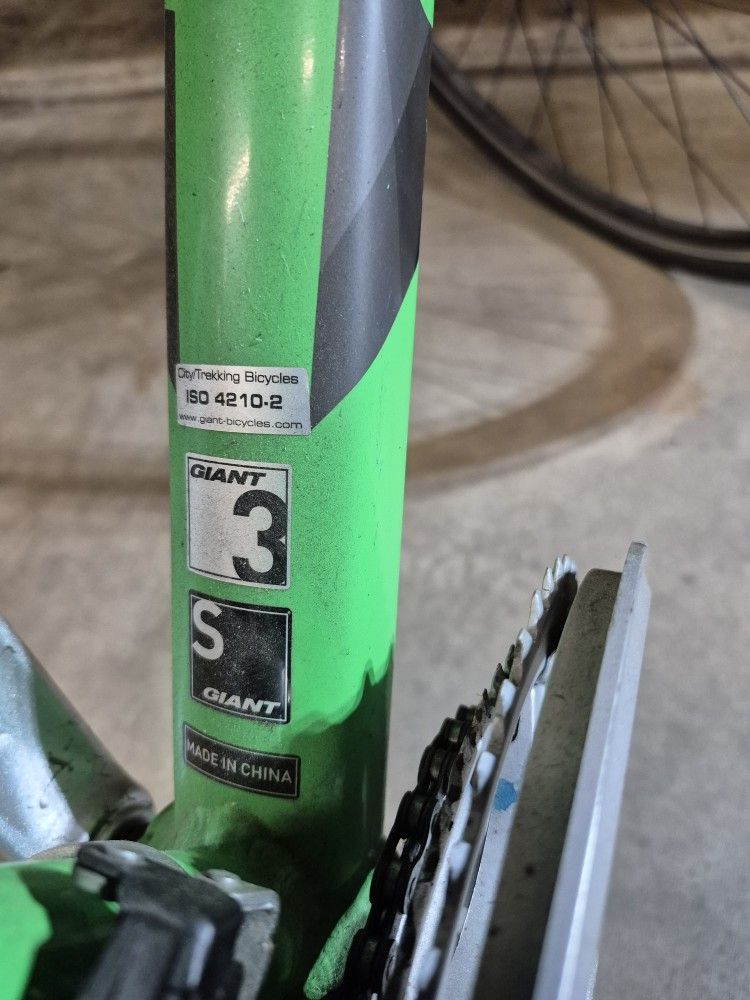 City/Trekking Bicycles
ISO 4210-2
www.giant-bicycles.com
GIANT
3
S
GIANT
MADE IN CHINA